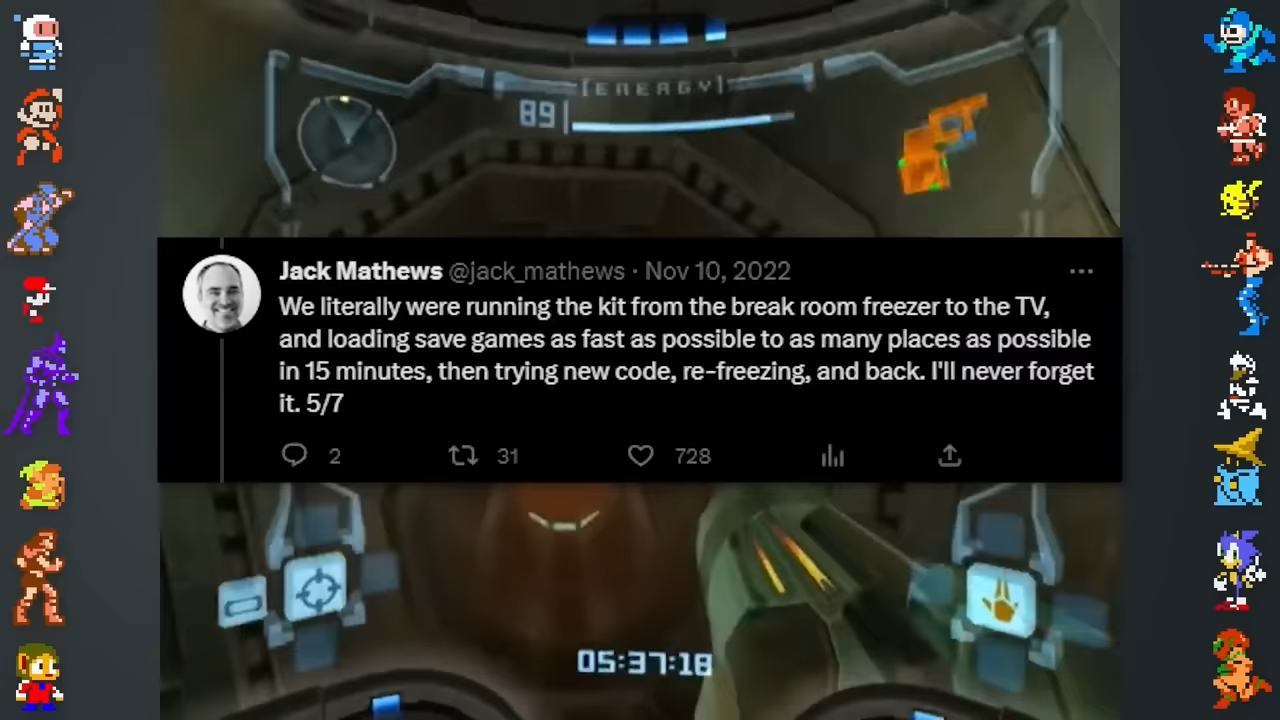 [ENERGY]
89
Jack Mathews @jack_mathews · Nov 10, 2022
We literally were running the kit from the break room freezer to the TV,
and loading save games as fast as possible to as many places as possible
in 15 minutes, then trying new code, re-freezing, and back. I'll never forget
it. 5/7
2 31 728
05:37:18